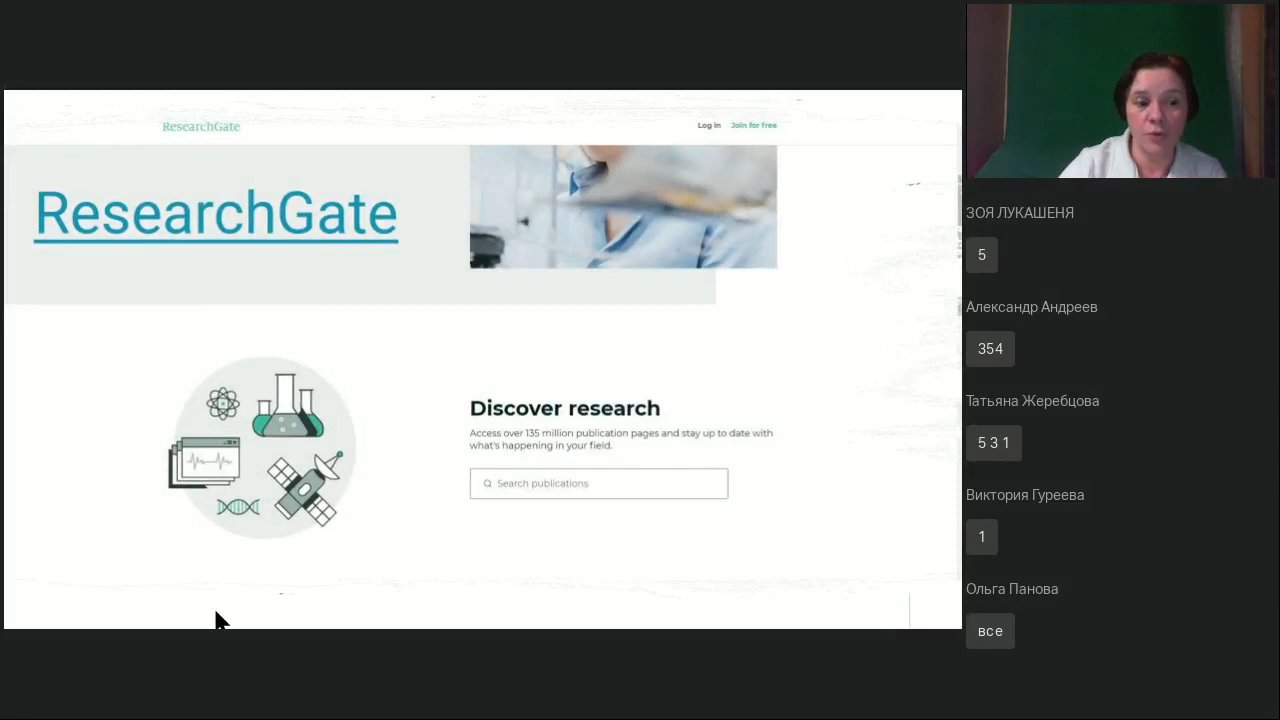 ResearchGate
Log in
Join for free
ResearchGate
Discover research
Access over 135 million publication pages and stay up to date with
what's happening in your field.
Search publications
ЗОЯ ЛУКАШЕНЯ
5
Александр Андреев
354
Татьяна Жеребцова
5 3 1
Виктория Гуреева
1
Ольга Панова
все